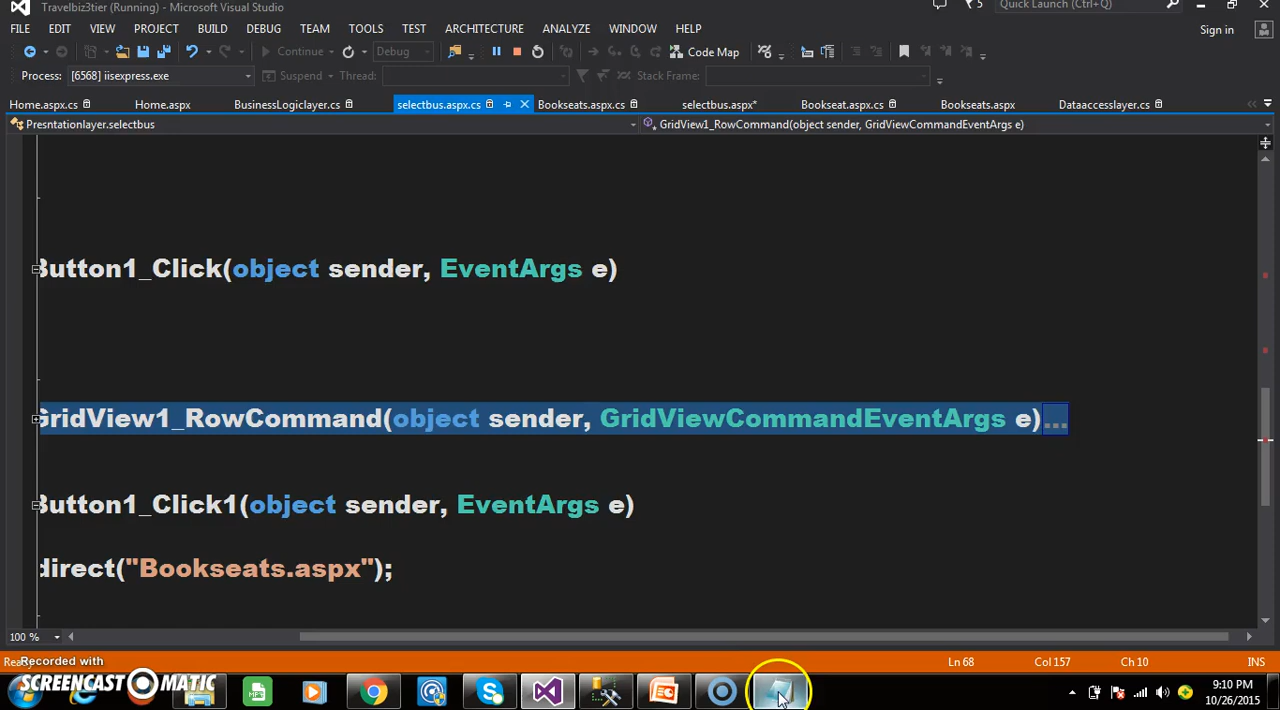 Travelbiz3tier (Running) - Microsoft Visual Studio
5
Quick Launch (Ctrl+Q)
FILE EDIT VIEW PROJECT BUILD DEBUG TEAM TOOLS TEST ARCHITECTURE ANALYZE WINDOW HELP
Sign in
Continue Debug Code Map
Process: [6568] iisexpress.exe Suspend Thread: Stack Frame:
Home.aspx.cs Home.aspx BusinessLogiclayer.cs selectbus.aspx.cs Bookseats.aspx.cs selectbus.aspx* Bookseat.aspx.cs Bookseats.aspx Dataaccesslayer.cs
Presntationlayer.selectbus GridView1_RowCommand(object sender, GridViewCommandEventArgs e)
Button1_Click(object sender, EventArgs e)
GridView1_RowCommand(object sender, GridViewCommandEventArgs e)...
Button1_Click1(object sender, EventArgs e)
direct("Bookseats.aspx");
100 %
Ln 68 Col 157 Ch 10 INS
Recorded with
SCREENCAST MATIC
MP3
9:10 PM
10/26/2015